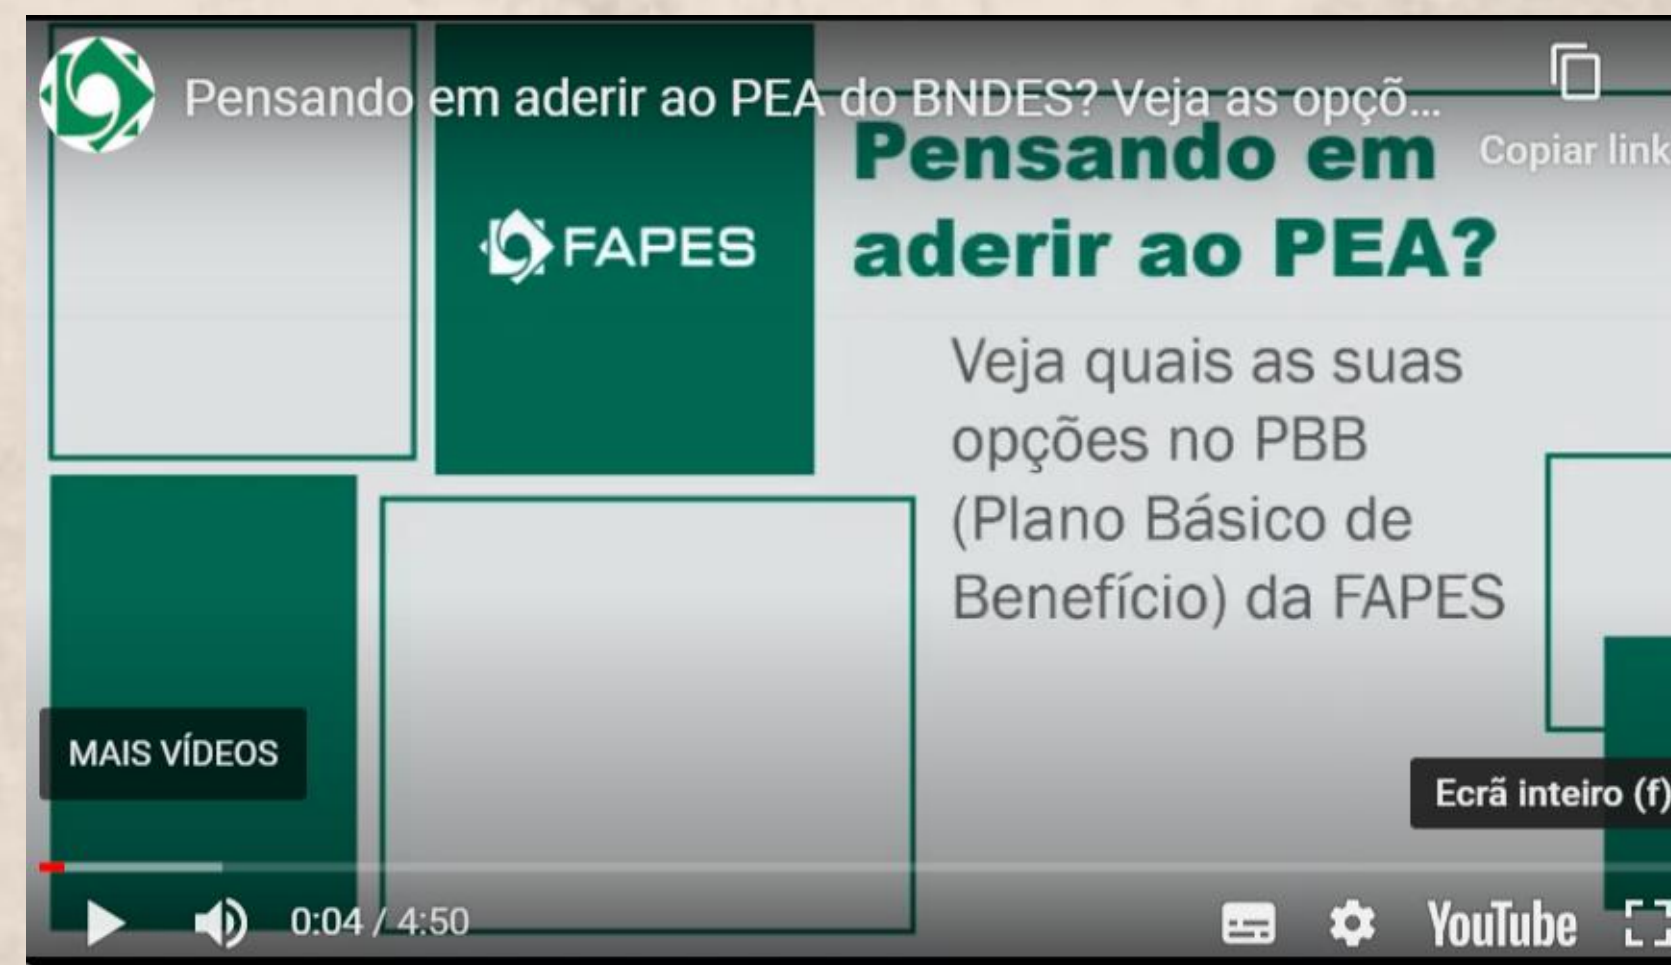 Pensando em aderir ao PEA do BNDES? Veja as opçõ...
Copiar link
FAPES
Pensando em
aderir ao PEA?
Veja quais as suas
opções no PBB
(Plano Básico de
Benefício) da FAPES
MAIS VÍDEOS
Ecrã inteiro (f)
0:04 / 4:50
YouTube